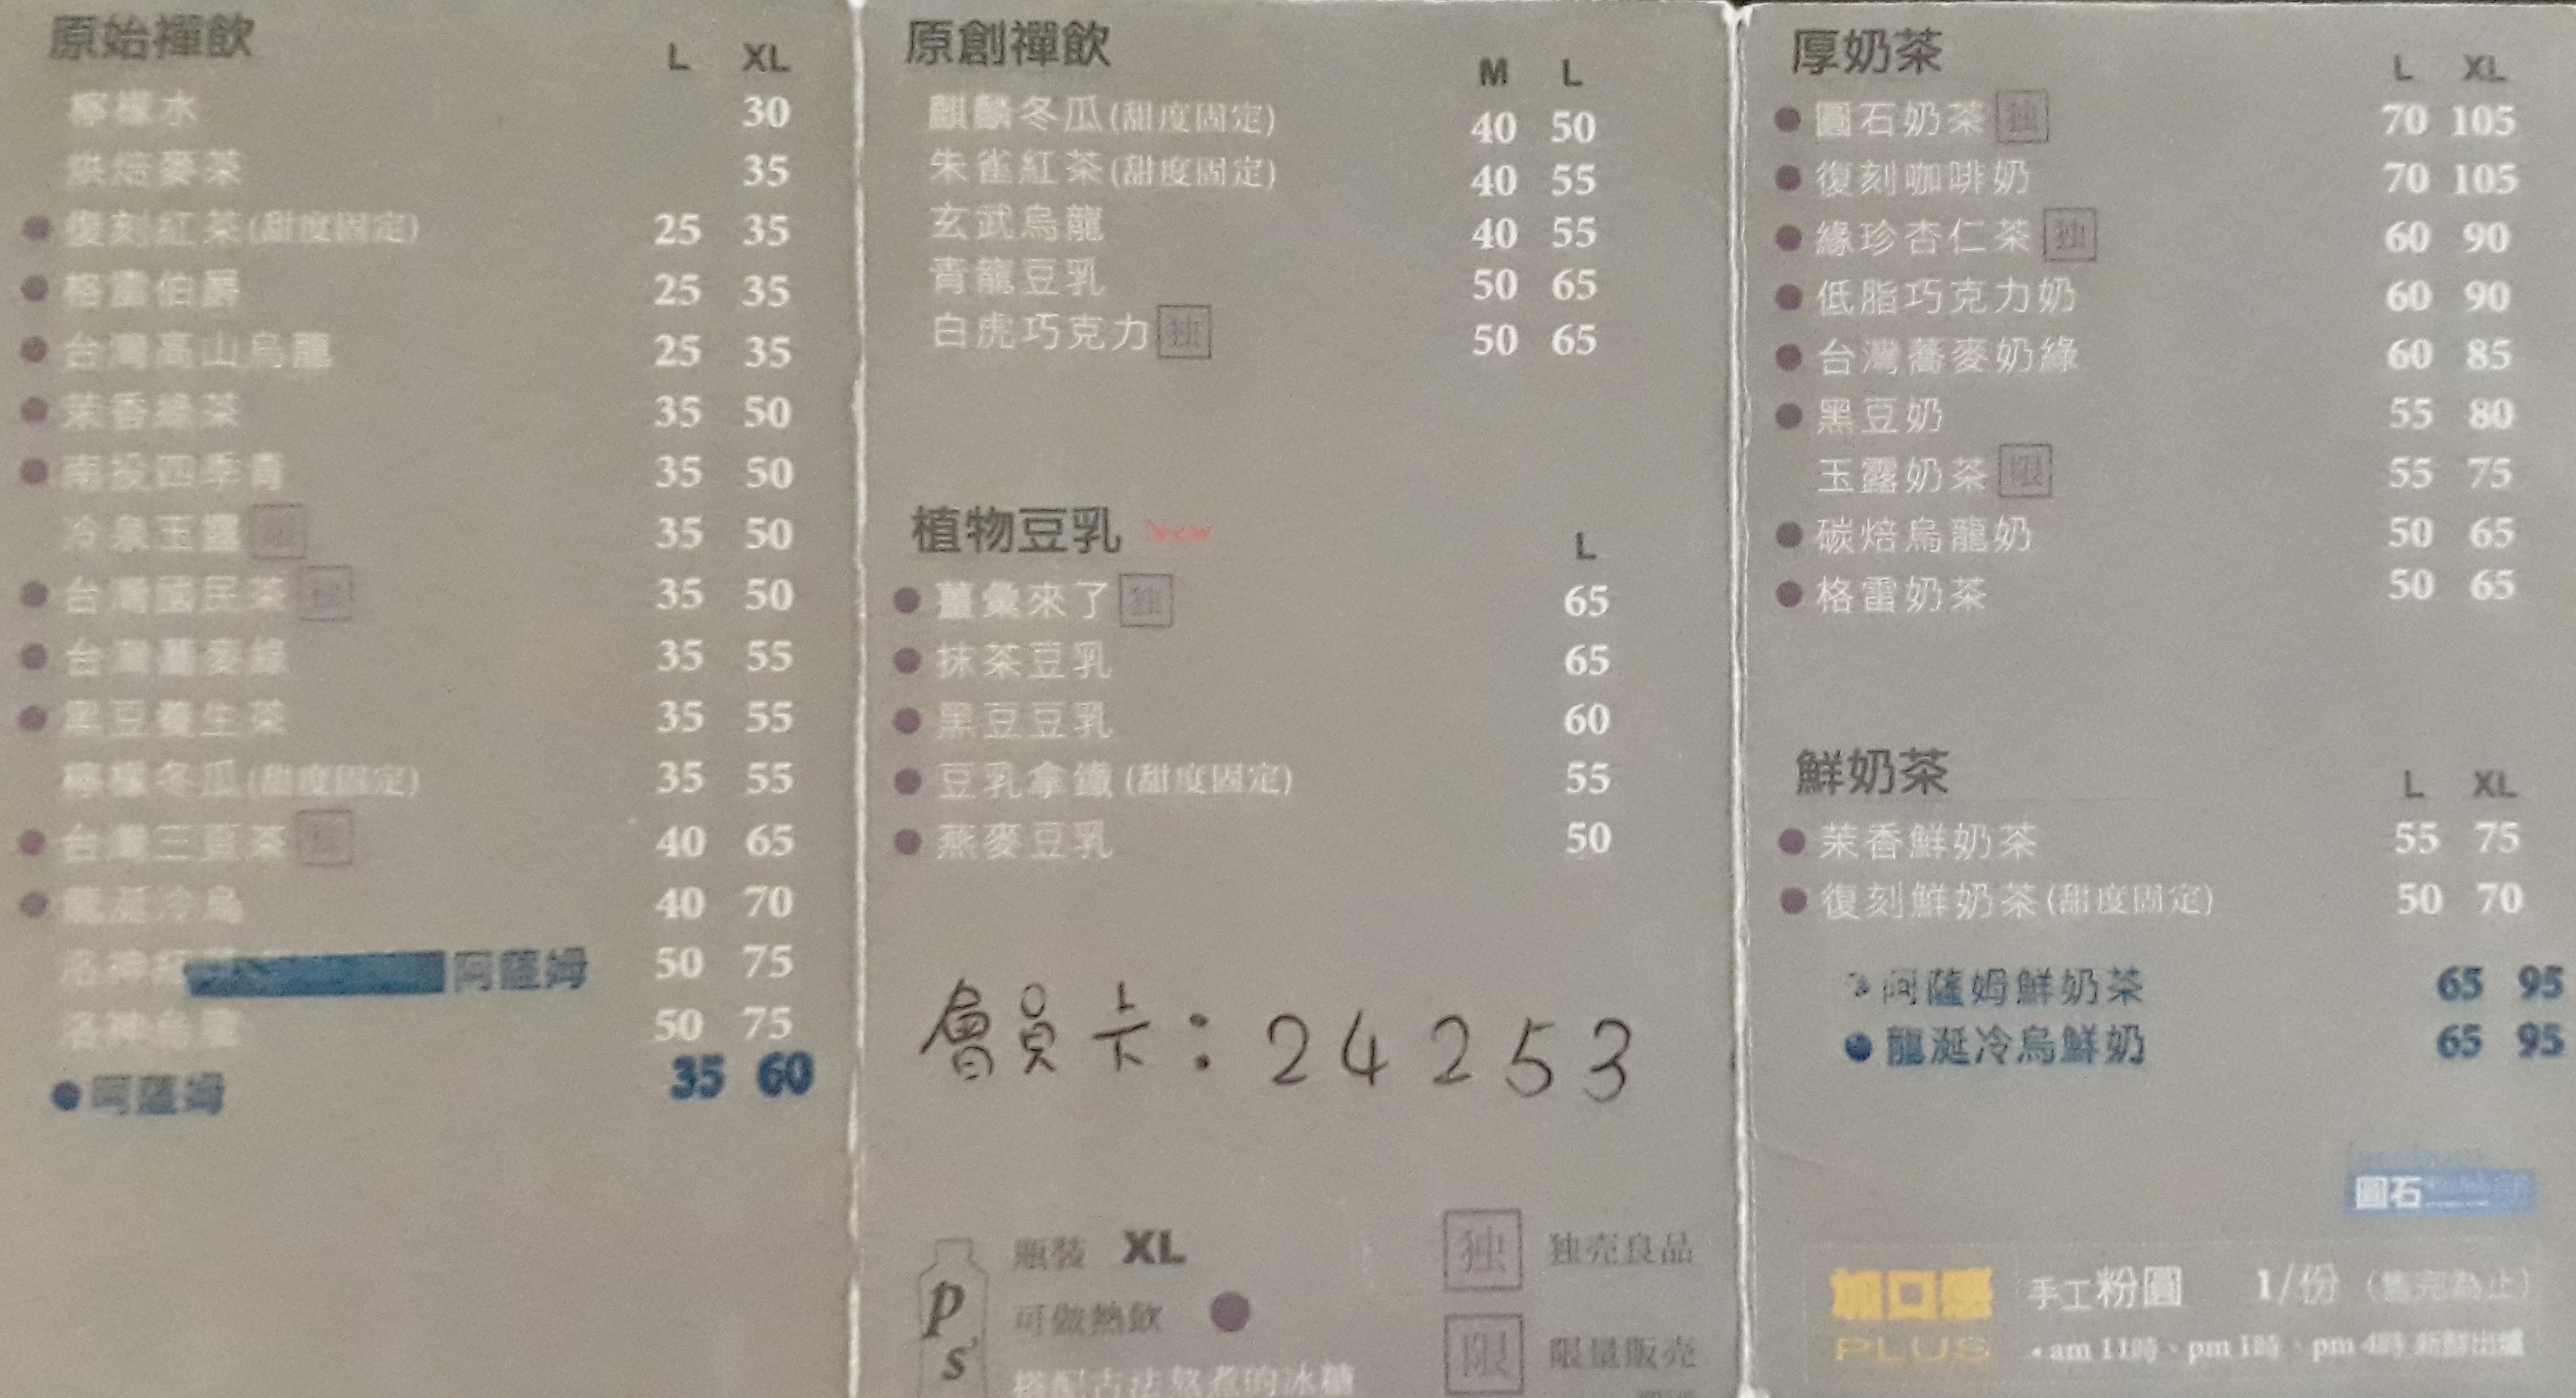 原始禪飲 L XL
檸檬水 30
烘焙麥茶 35
復刻紅茶(甜度固定) 25 35
格雷伯爵 25 35
台灣高山烏龍 25 35
茉香綠茶 35 50
南投四季青 35 50
冷泉玉露 35 50
台灣國民茶 独 35 50
台灣蕎麥綠 35 55
黑豆養生茶 35 55
檸檬冬瓜(甜度固定) 35 55
台灣三豆茶 独 40 65
龍涎冷烏 40 70
洛神 阿薩姆 50 75
洛神烏龍 50 75
阿薩姆 35 60
原創禪飲 M L
麒麟冬瓜(甜度固定) 40 50
朱雀紅茶(甜度固定) 40 55
玄武烏龍 40 55
青龍豆乳 50 65
白虎巧克力 独 50 65
植物豆乳 New L
薑彙來了 独 65
抹茶豆乳 65
黑豆豆乳 60
豆乳拿鐵(甜度固定) 55
燕麥豆乳 50
會員卡：24253
P's
瓶裝 XL
可做熱飲
搭配古法熬煮的冰糖
独 独売良品
限 限量販売
厚奶茶 L XL
圓石奶茶 独 70 105
復刻咖啡奶 70 105
緣珍杏仁茶 独 60 90
低脂巧克力奶 60 90
台灣蕎麥奶綠 60 85
黑豆奶 55 80
玉露奶茶 限 55 75
碳焙烏龍奶 50 65
格雷奶茶 50 65
鮮奶茶 L XL
茉香鮮奶茶 55 75
復刻鮮奶茶(甜度固定) 50 70
阿薩姆鮮奶茶 65 95
龍涎冷烏鮮奶 65 95
圓石
加口感 手工粉圓 1/份 (售完為止)
PLUS • am 11時、pm 1時、pm 4時 新鮮出爐